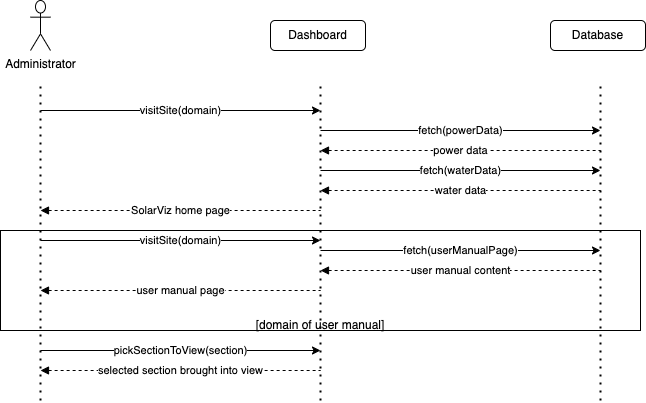 Administrator
Dashboard
Database
visitSite(domain)
fetch(powerData)
power data
fetch(waterData)
water data
SolarViz home page
visitSite(domain)
fetch(userManualPage)
user manual content
user manual page
[domain of user manual]
pickSectionToView(section)
selected section brought into view